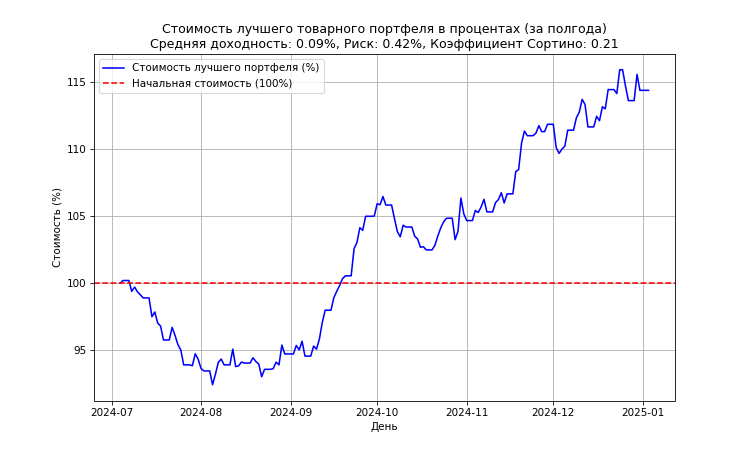 Стоимость лучшего товарного портфеля в процентах (за полгода)
Средняя доходность: 0.09%, Риск: 0.42%, Коэффициент Сортино: 0.21
Стоимость лучшего портфеля (%)
Начальная стоимость (100%)
Стоимость (%)
115
110
105
100
95
2024-07
2024-08
2024-09
2024-10
2024-11
2024-12
2025-01
День